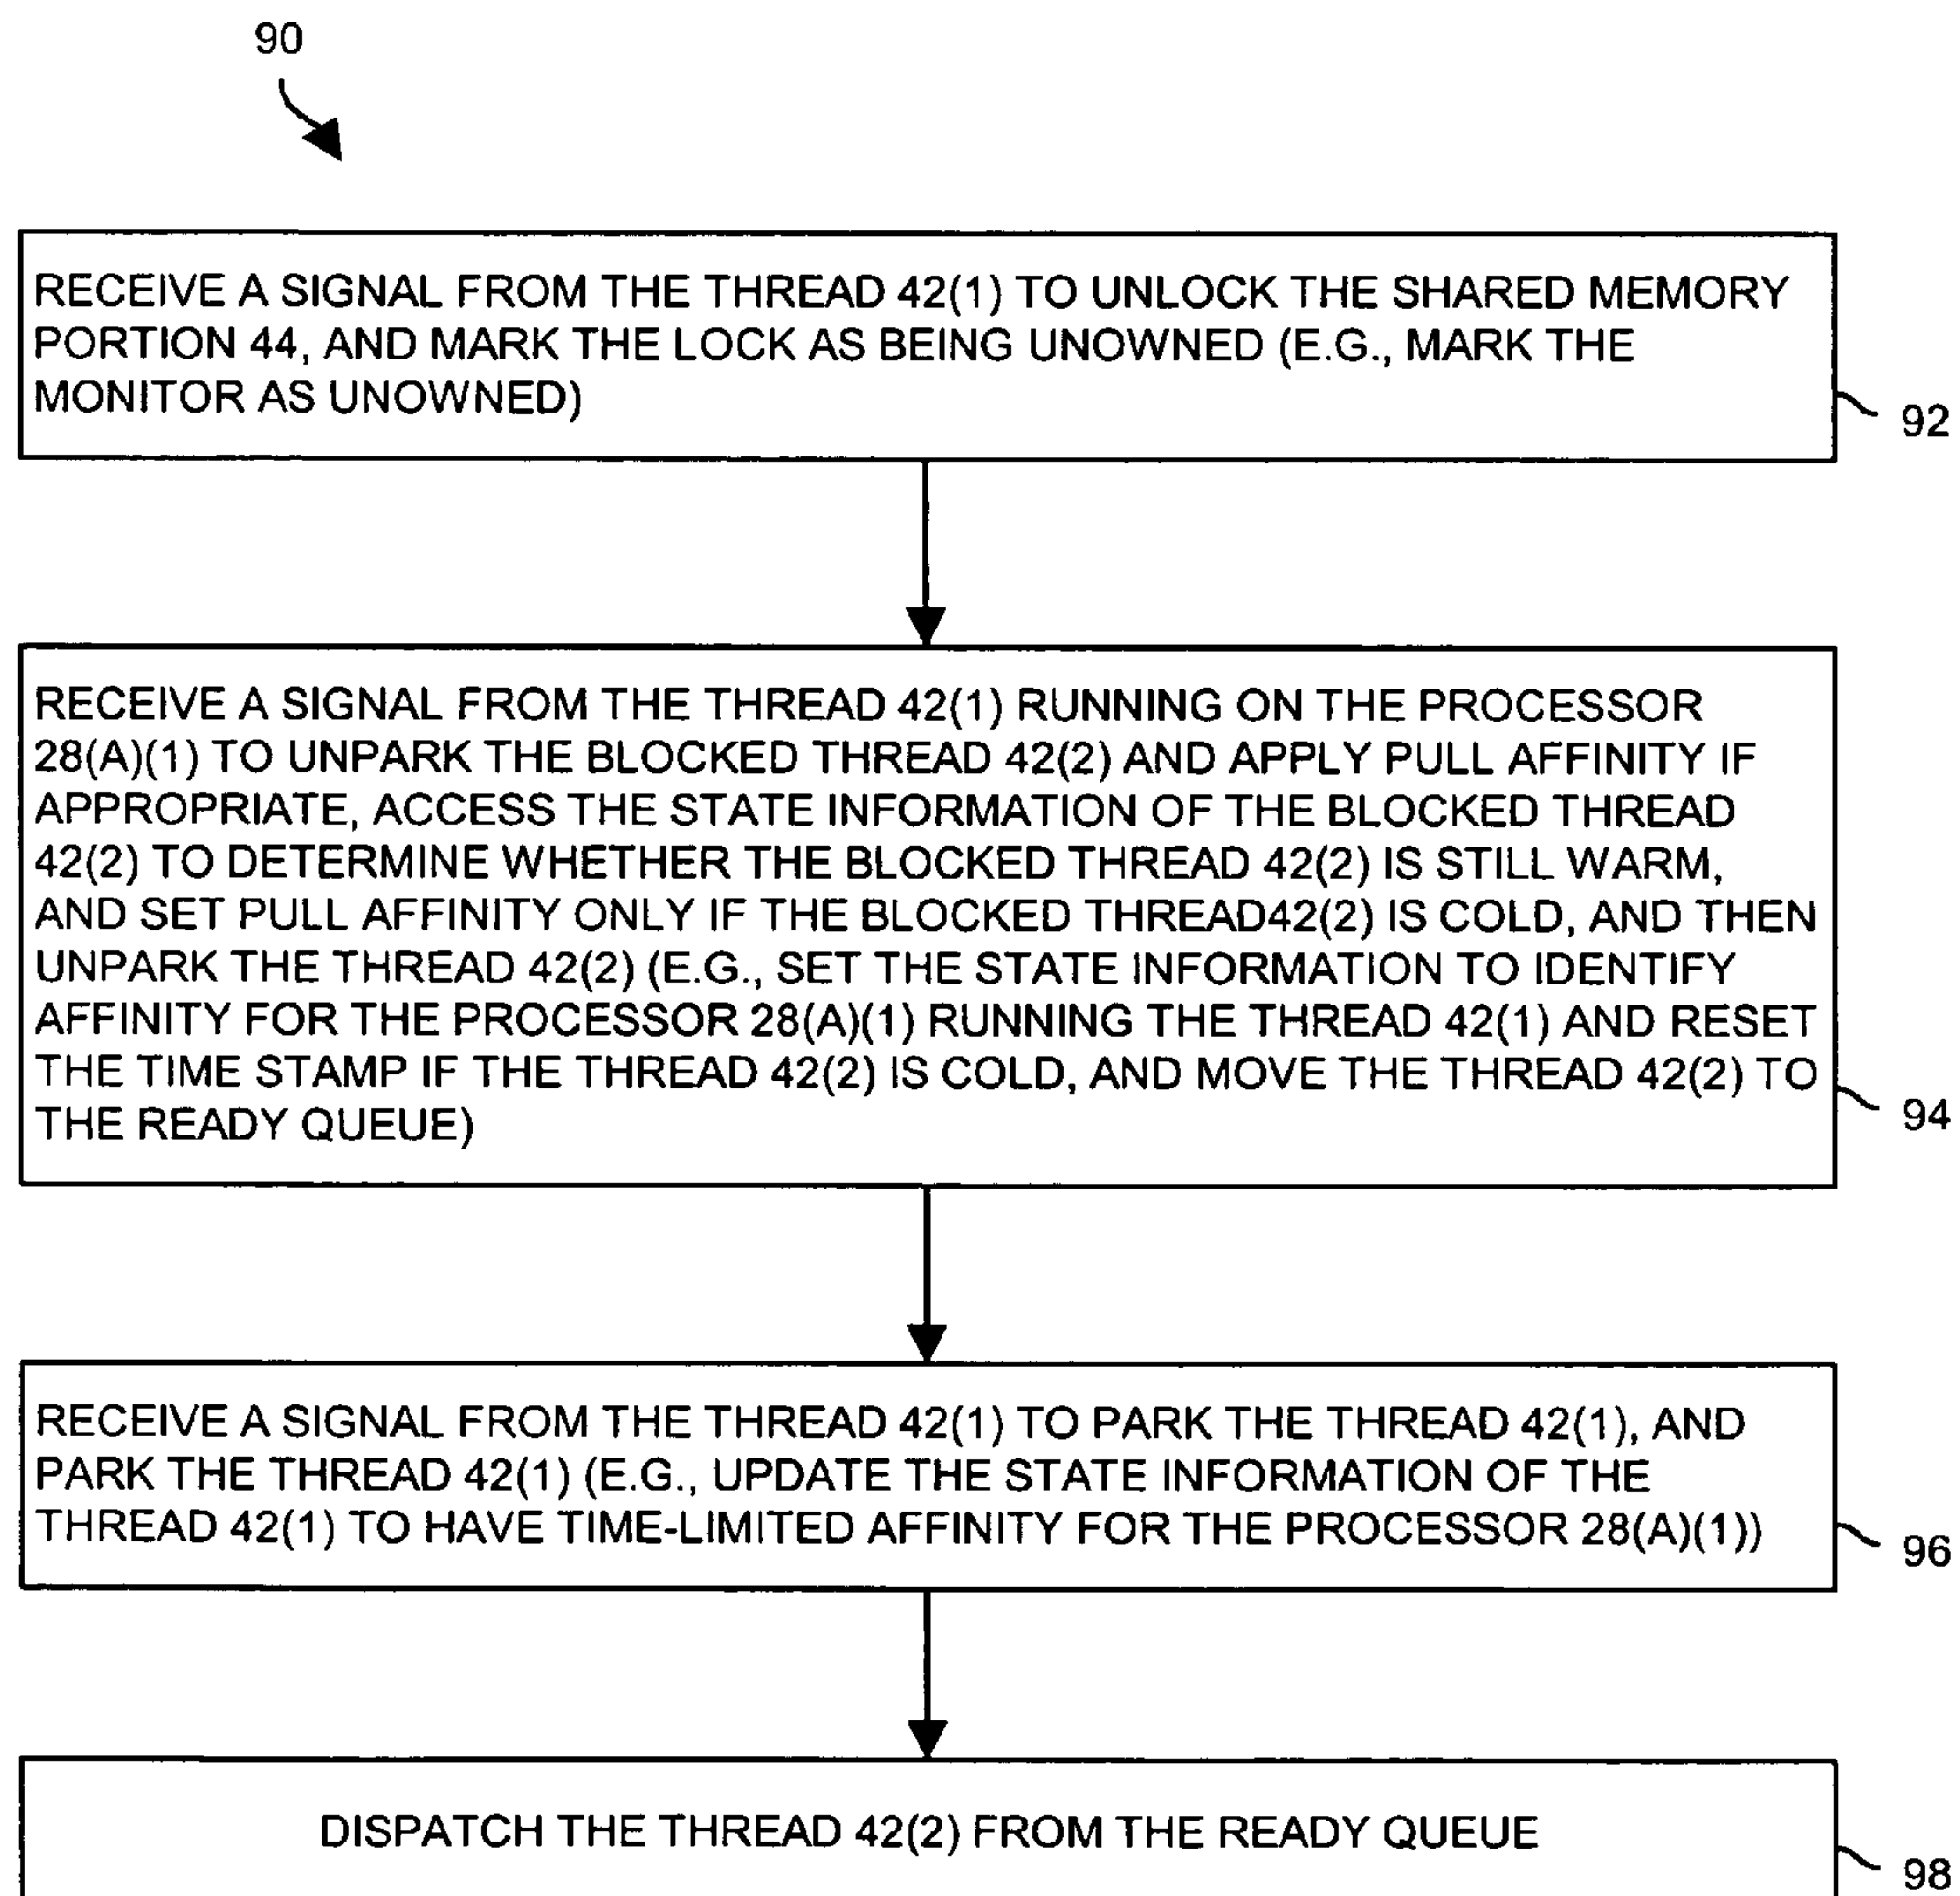 90
RECEIVE A SIGNAL FROM THE THREAD 42(1) TO UNLOCK THE SHARED MEMORY
PORTION 44, AND MARK THE LOCK AS BEING UNOWNED (E.G., MARK THE
MONITOR AS UNOWNED)
92
RECEIVE A SIGNAL FROM THE THREAD 42(1) RUNNING ON THE PROCESSOR
28(A)(1) TO UNPARK THE BLOCKED THREAD 42(2) AND APPLY PULL AFFINITY IF
APPROPRIATE, ACCESS THE STATE INFORMATION OF THE BLOCKED THREAD
42(2) TO DETERMINE WHETHER THE BLOCKED THREAD 42(2) IS STILL WARM,
AND SET PULL AFFINITY ONLY IF THE BLOCKED THREAD42(2) IS COLD, AND THEN
UNPARK THE THREAD 42(2) (E.G., SET THE STATE INFORMATION TO IDENTIFY
AFFINITY FOR THE PROCESSOR 28(A)(1) RUNNING THE THREAD 42(1) AND RESET
THE TIME STAMP IF THE THREAD 42(2) IS COLD, AND MOVE THE THREAD 42(2) TO
THE READY QUEUE)
94
RECEIVE A SIGNAL FROM THE THREAD 42(1) TO PARK THE THREAD 42(1), AND
PARK THE THREAD 42(1) (E.G., UPDATE THE STATE INFORMATION OF THE
THREAD 42(1) TO HAVE TIME-LIMITED AFFINITY FOR THE PROCESSOR 28(A)(1))
96
DISPATCH THE THREAD 42(2) FROM THE READY QUEUE
98